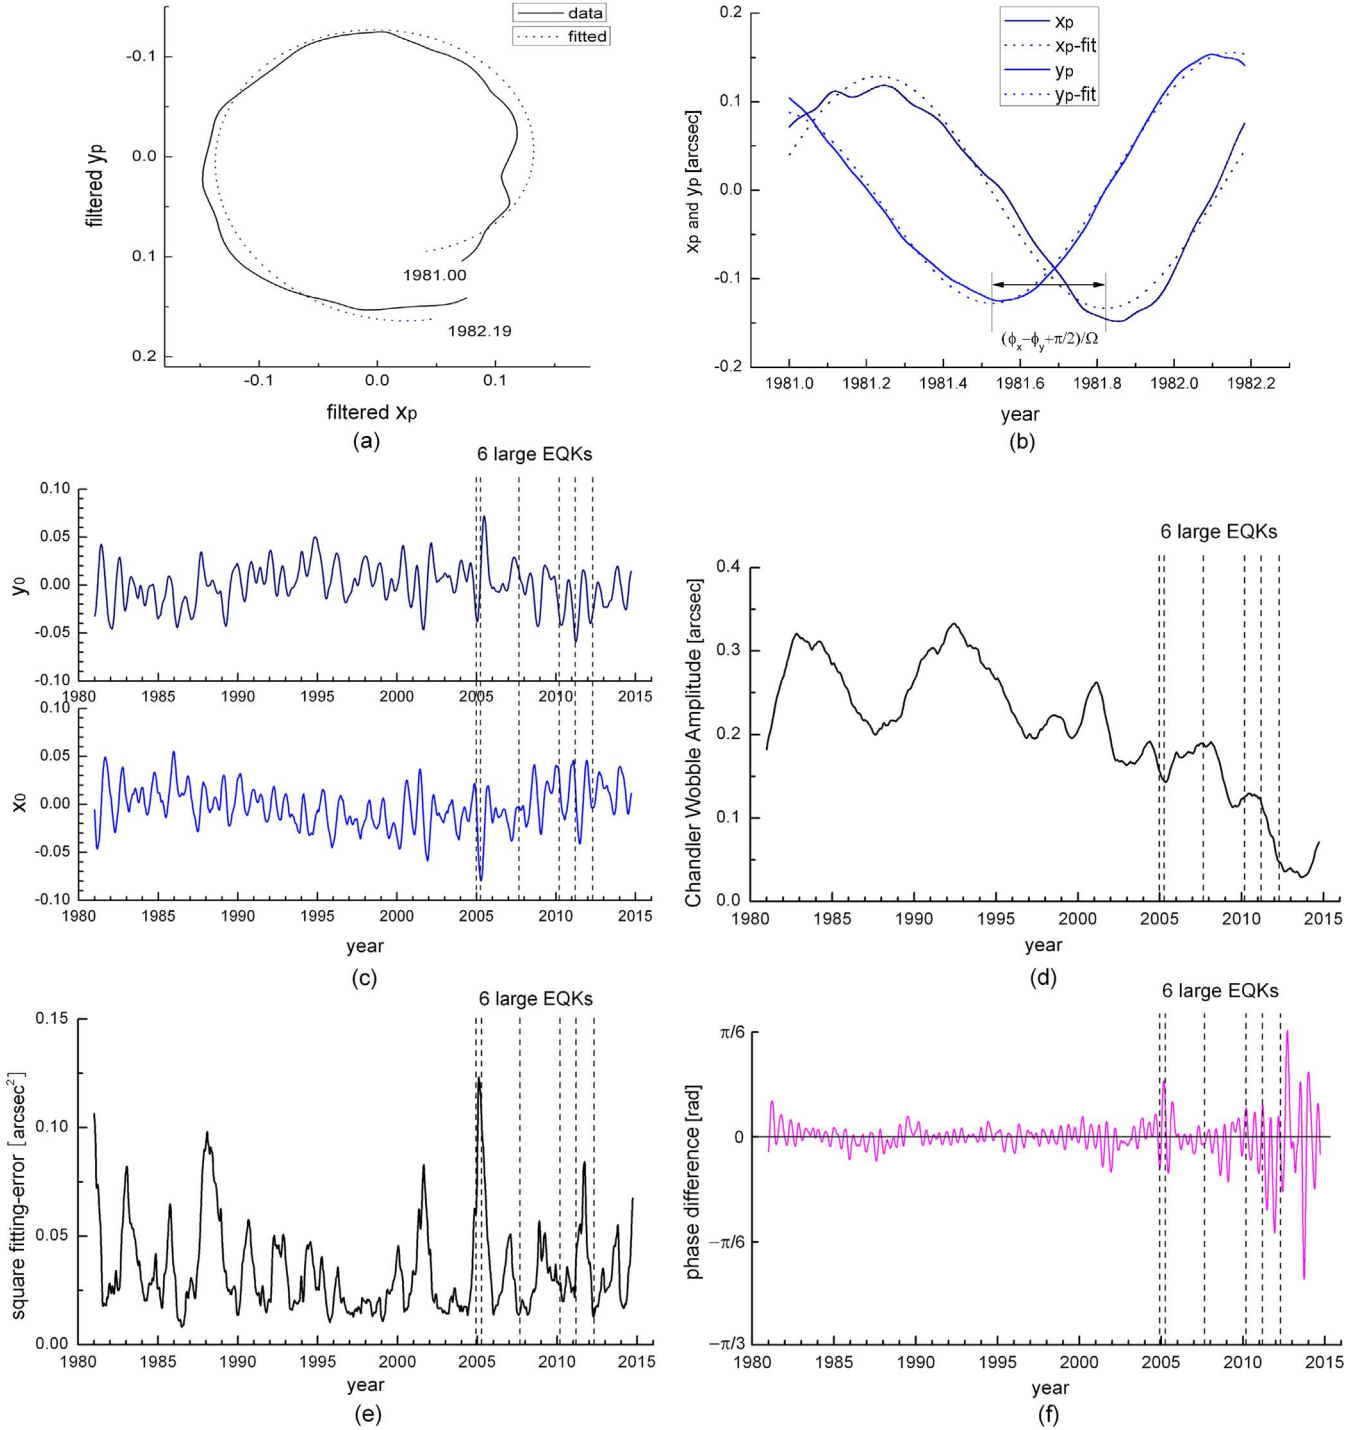 data
fitted
-0.1
0.0
0.1
0.2
filtered yp
1981.00
1982.19
-0.1 0.0 0.1
filtered xp
(a)
xp
xp-fit
yp
yp-fit
0.2
0.1
0.0
-0.1
-0.2
xp and yp [arcsec]
(ϕx−ϕy+π/2)/Ω
1981.0 1981.2 1981.4 1981.6 1981.8 1982.0 1982.2
year
(b)
6 large EQKs
0.10
0.05
0.00
-0.05
-0.10
y0
1980 1985 1990 1995 2000 2005 2010 2015
0.10
0.05
0.00
-0.05
-0.10
x0
1980 1985 1990 1995 2000 2005 2010 2015
year
(c)
6 large EQKs
0.4
0.3
0.2
0.1
0.0
Chandler Wobble Amplitude [arcsec]
1980 1985 1990 1995 2000 2005 2010 2015
year
(d)
6 large EQKs
0.15
0.10
0.05
0.00
square fitting-error [arcsec²]
1980 1985 1990 1995 2000 2005 2010 2015
year
(e)
6 large EQKs
π/6
0
−π/6
−π/3
phase difference [rad]
1980 1985 1990 1995 2000 2005 2010 2015
year
(f)